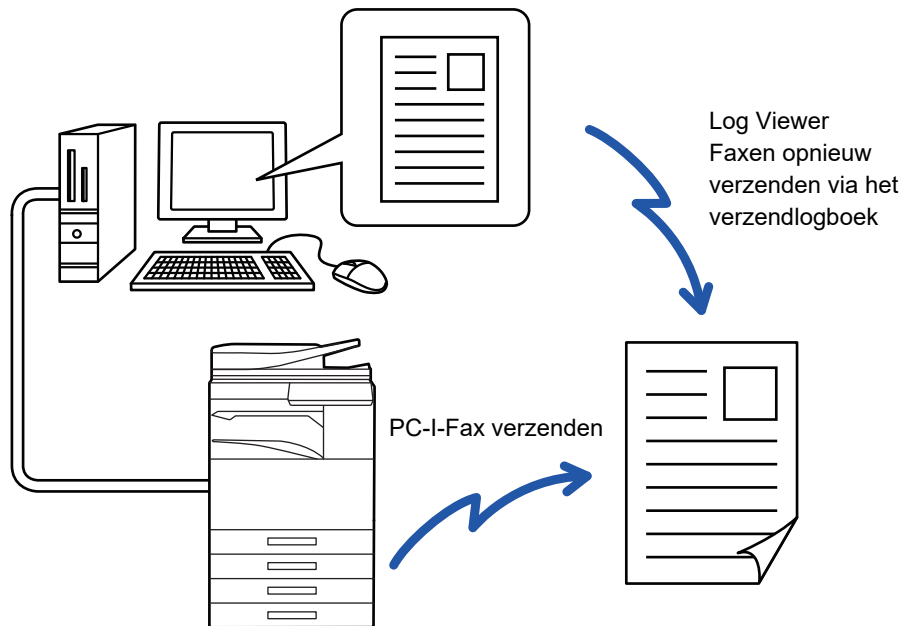 Log Viewer
Faxen opnieuw
verzenden via het
verzendlogboek
PC-I-Fax verzenden